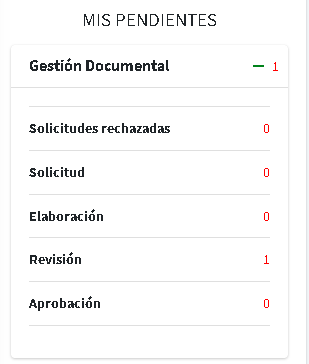 MIS PENDIENTES
Gestión Documental — 1
Solicitudes rechazadas 0
Solicitud 0
Elaboración 0
Revisión 1
Aprobación 0